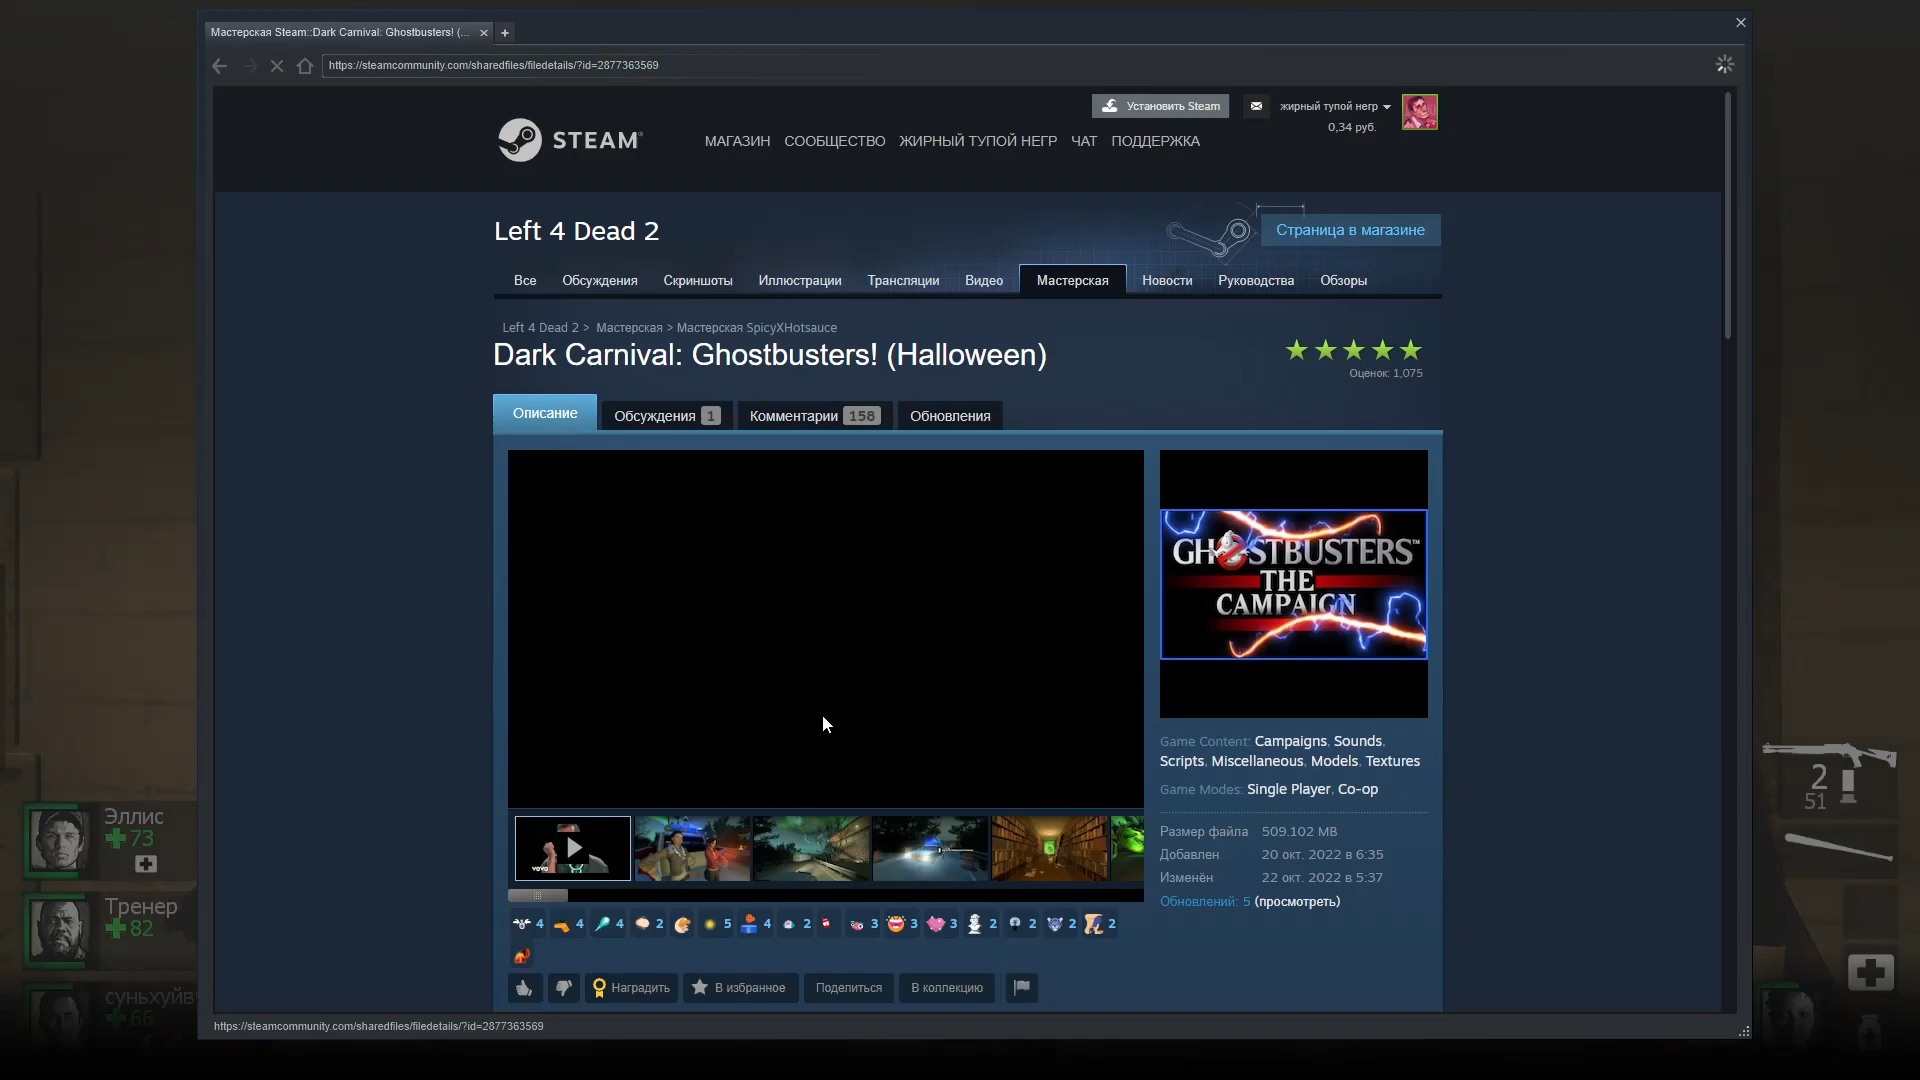 Мастерская Steam::Dark Carnival: Ghostbusters! (...
https://steamcommunity.com/sharedfiles/filedetails/?id=2877363569
Установить Steam
жирный тупой негр
0,34 руб.
STEAM
МАГАЗИН СООБЩЕСТВО ЖИРНЫЙ ТУПОЙ НЕГР ЧАТ ПОДДЕРЖКА
Left 4 Dead 2
Страница в магазине
Все Обсуждения Скриншоты Иллюстрации Трансляции Видео Мастерская Новости Руководства Обзоры
Left 4 Dead 2 > Мастерская > Мастерская SpicyXHotsauce
Dark Carnival: Ghostbusters! (Halloween)
Оценок: 1,075
Описание Обсуждения 1 Комментарии 158 Обновления
GHOSTBUSTERS™
THE
CAMPAIGN
Game Content: Campaigns, Sounds,
Scripts, Miscellaneous, Models, Textures
Game Modes: Single Player, Co-op
Размер файла 509.102 MB
Добавлен 20 окт. 2022 в 6:35
Изменён 22 окт. 2022 в 5:37
Обновлений: 5 (просмотреть)
vevo
4 4 4 2 5 4 2 3 3 3 2 2 2 2
Наградить В избранное Поделиться В коллекцию
https://steamcommunity.com/sharedfiles/filedetails/?id=2877363569
Эллис
73
Тренер
82
66
2
51